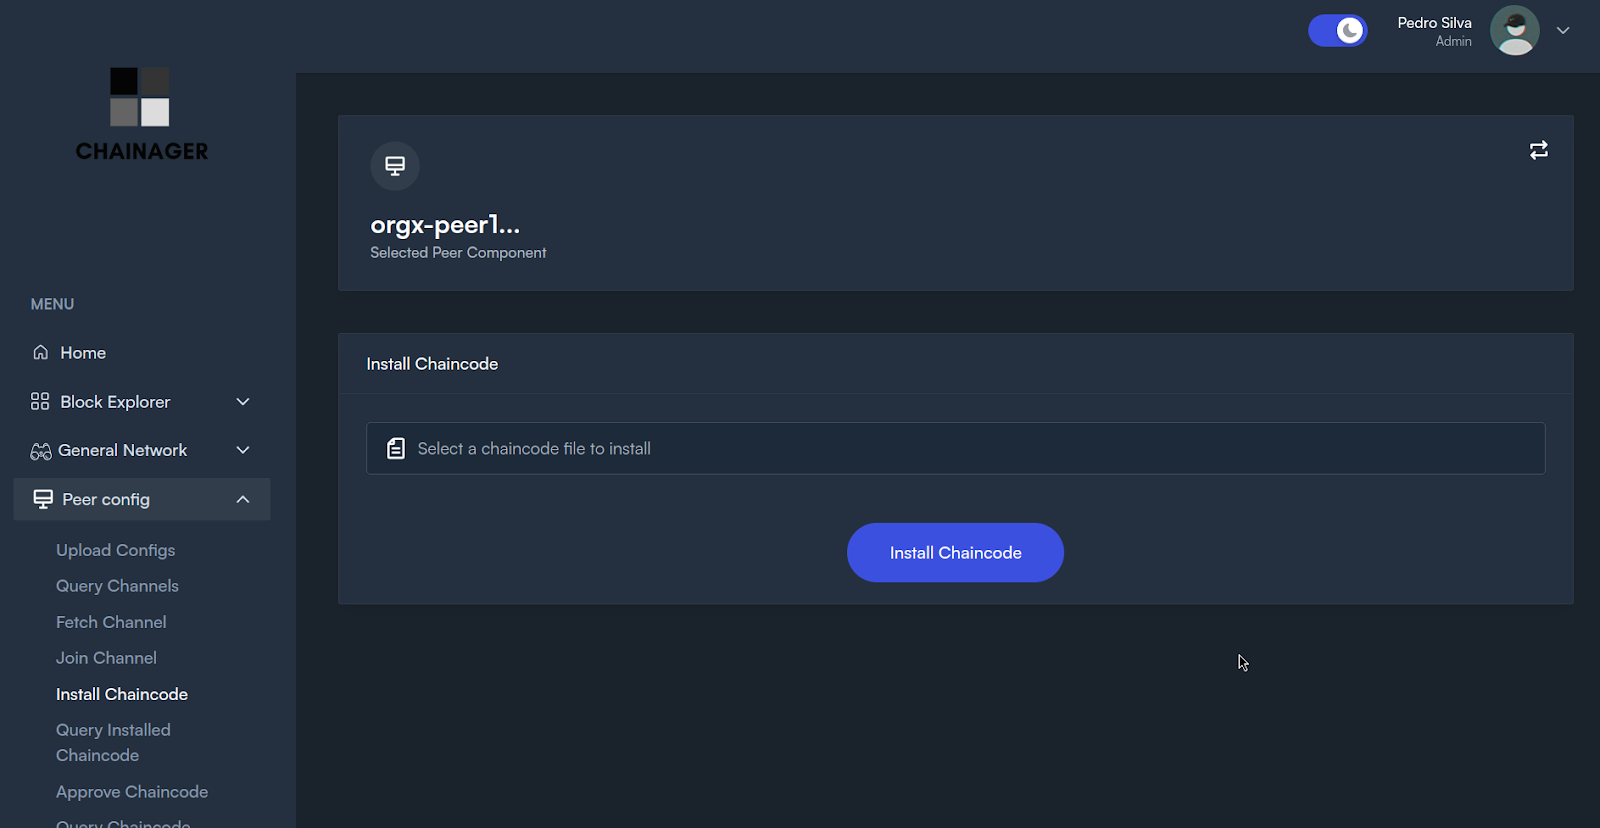 Pedro Silva
Admin
CHAINAGER
orgx-peer1...
Selected Peer Component
MENU
Home
Block Explorer
General Network
Peer config
Upload Configs
Query Channels
Fetch Channel
Join Channel
Install Chaincode
Query Installed
Chaincode
Approve Chaincode
Query Chaincode
Install Chaincode
Select a chaincode file to install
Install Chaincode